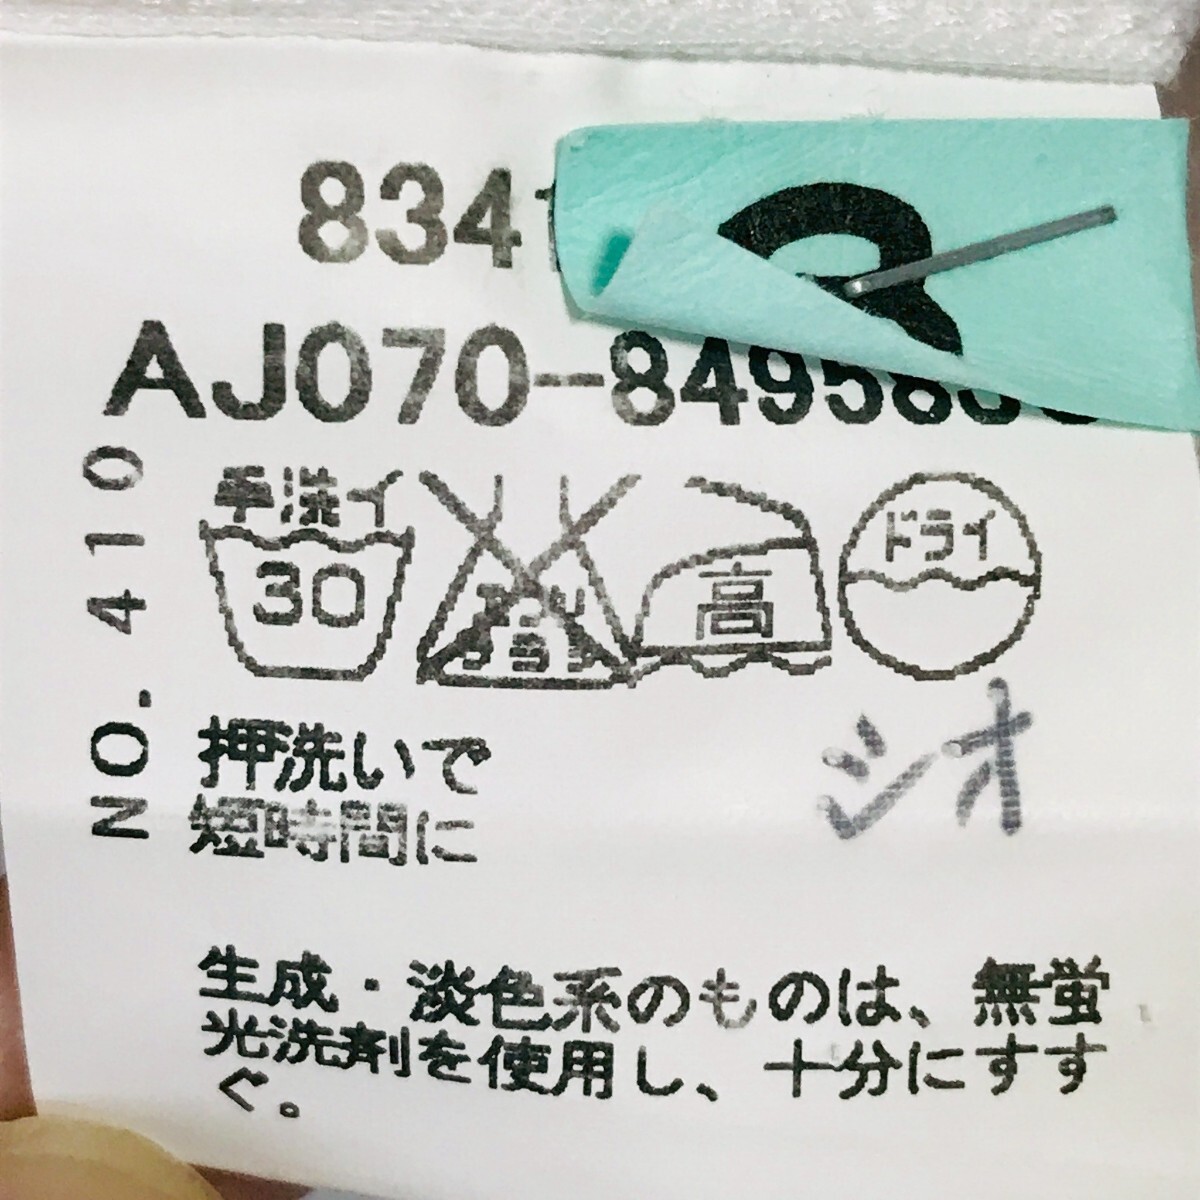 834
AJ070-8495
NO. 410
手洗イ
30
高
ドライ
シオ
押洗いで
短時間に
生成・淡色系のものは、無蛍
光洗剤を使用し、十分にすす
ぐ。